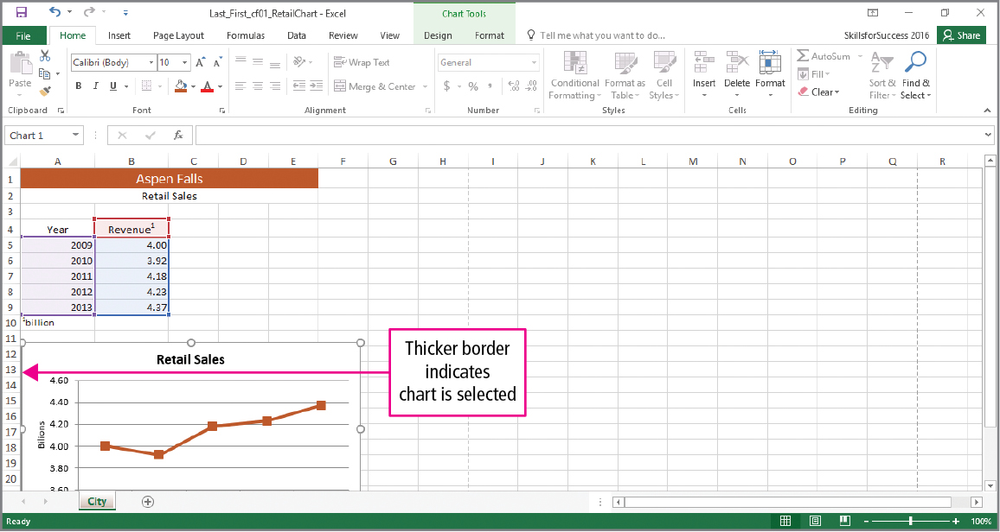 Last_First_cf01_RetailChart - Excel
Chart Tools
File Home Insert Page Layout Formulas Data Review View Design Format Tell me what you want to do... SkillsforSuccess 2016 Share
Paste
Calibri (Body) 10 A A
B I U A
Wrap Text
Merge & Center
General
$ % , .00 .00
Conditional Formatting
Format as Table
Cell Styles
Insert
Delete
Format
AutoSum
Fill
Clear
Sort & Filter
Find & Select
Clipboard Font Alignment Number Styles Cells Editing
Chart 1 fx
A B C D E F G H I J K L M N O P Q R
1 Aspen Falls
2 Retail Sales
3
4 Year Revenue1
5 2009 4.00
6 2010 3.92
7 2011 4.18
8 2012 4.23
9 2013 4.37
10 1billion
11
12
13
14
15
16
17
18
19
20
Retail Sales
4.60
4.40
4.20
4.00
3.80
3.60
Billions
Thicker border
indicates
chart is selected
City
Ready 100%